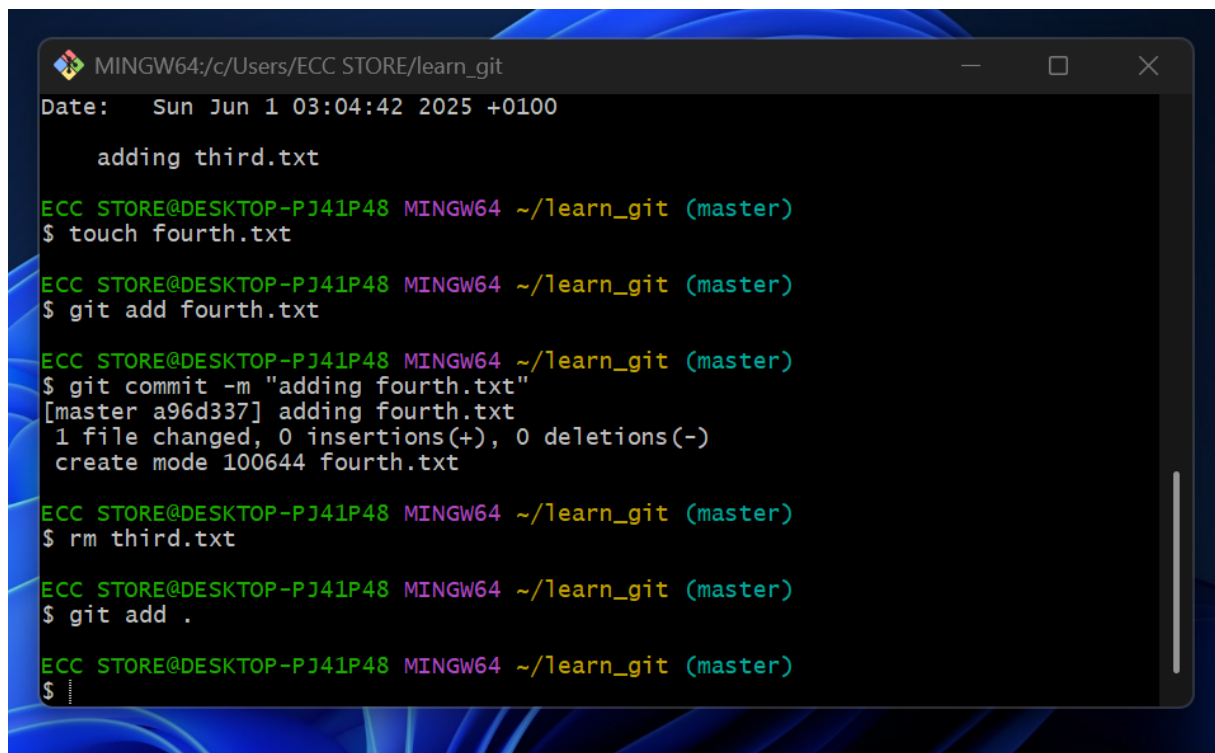 MINGW64:/c/Users/ECC STORE/learn_git
Date:   Sun Jun 1 03:04:42 2025 +0100
    adding third.txt
ECC STORE@DESKTOP-PJ41P48 MINGW64 ~/learn_git (master)
$ touch fourth.txt
ECC STORE@DESKTOP-PJ41P48 MINGW64 ~/learn_git (master)
$ git add fourth.txt
ECC STORE@DESKTOP-PJ41P48 MINGW64 ~/learn_git (master)
$ git commit -m "adding fourth.txt"
[master a96d337] adding fourth.txt
 1 file changed, 0 insertions(+), 0 deletions(-)
 create mode 100644 fourth.txt
ECC STORE@DESKTOP-PJ41P48 MINGW64 ~/learn_git (master)
$ rm third.txt
ECC STORE@DESKTOP-PJ41P48 MINGW64 ~/learn_git (master)
$ git add .
ECC STORE@DESKTOP-PJ41P48 MINGW64 ~/learn_git (master)
$